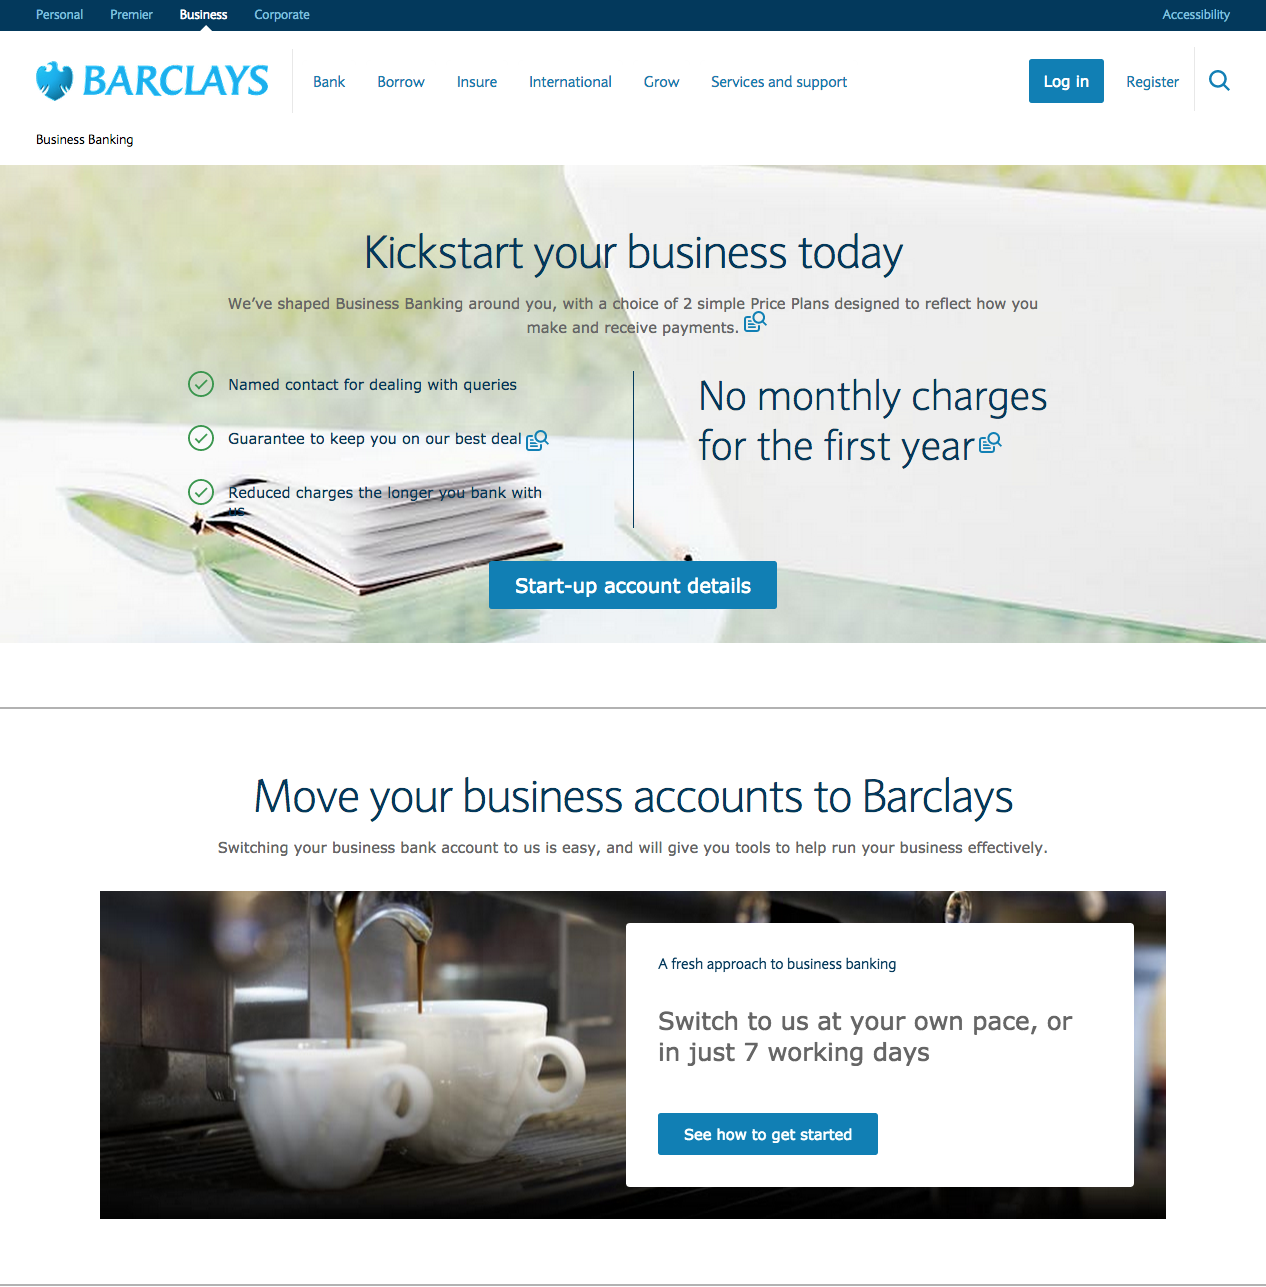 Personal Premier Business Corporate Accessibility
BARCLAYS Bank Borrow Insure International Grow Services and support Log in Register
Business Banking
Kickstart your business today
We've shaped Business Banking around you, with a choice of 2 simple Price Plans designed to reflect how you
make and receive payments.
Named contact for dealing with queries
Guarantee to keep you on our best deal
Reduced charges the longer you bank with
us
No monthly charges
for the first year
Start-up account details
Move your business accounts to Barclays
Switching your business bank account to us is easy, and will give you tools to help run your business effectively.
A fresh approach to business banking
Switch to us at your own pace, or
in just 7 working days
See how to get started